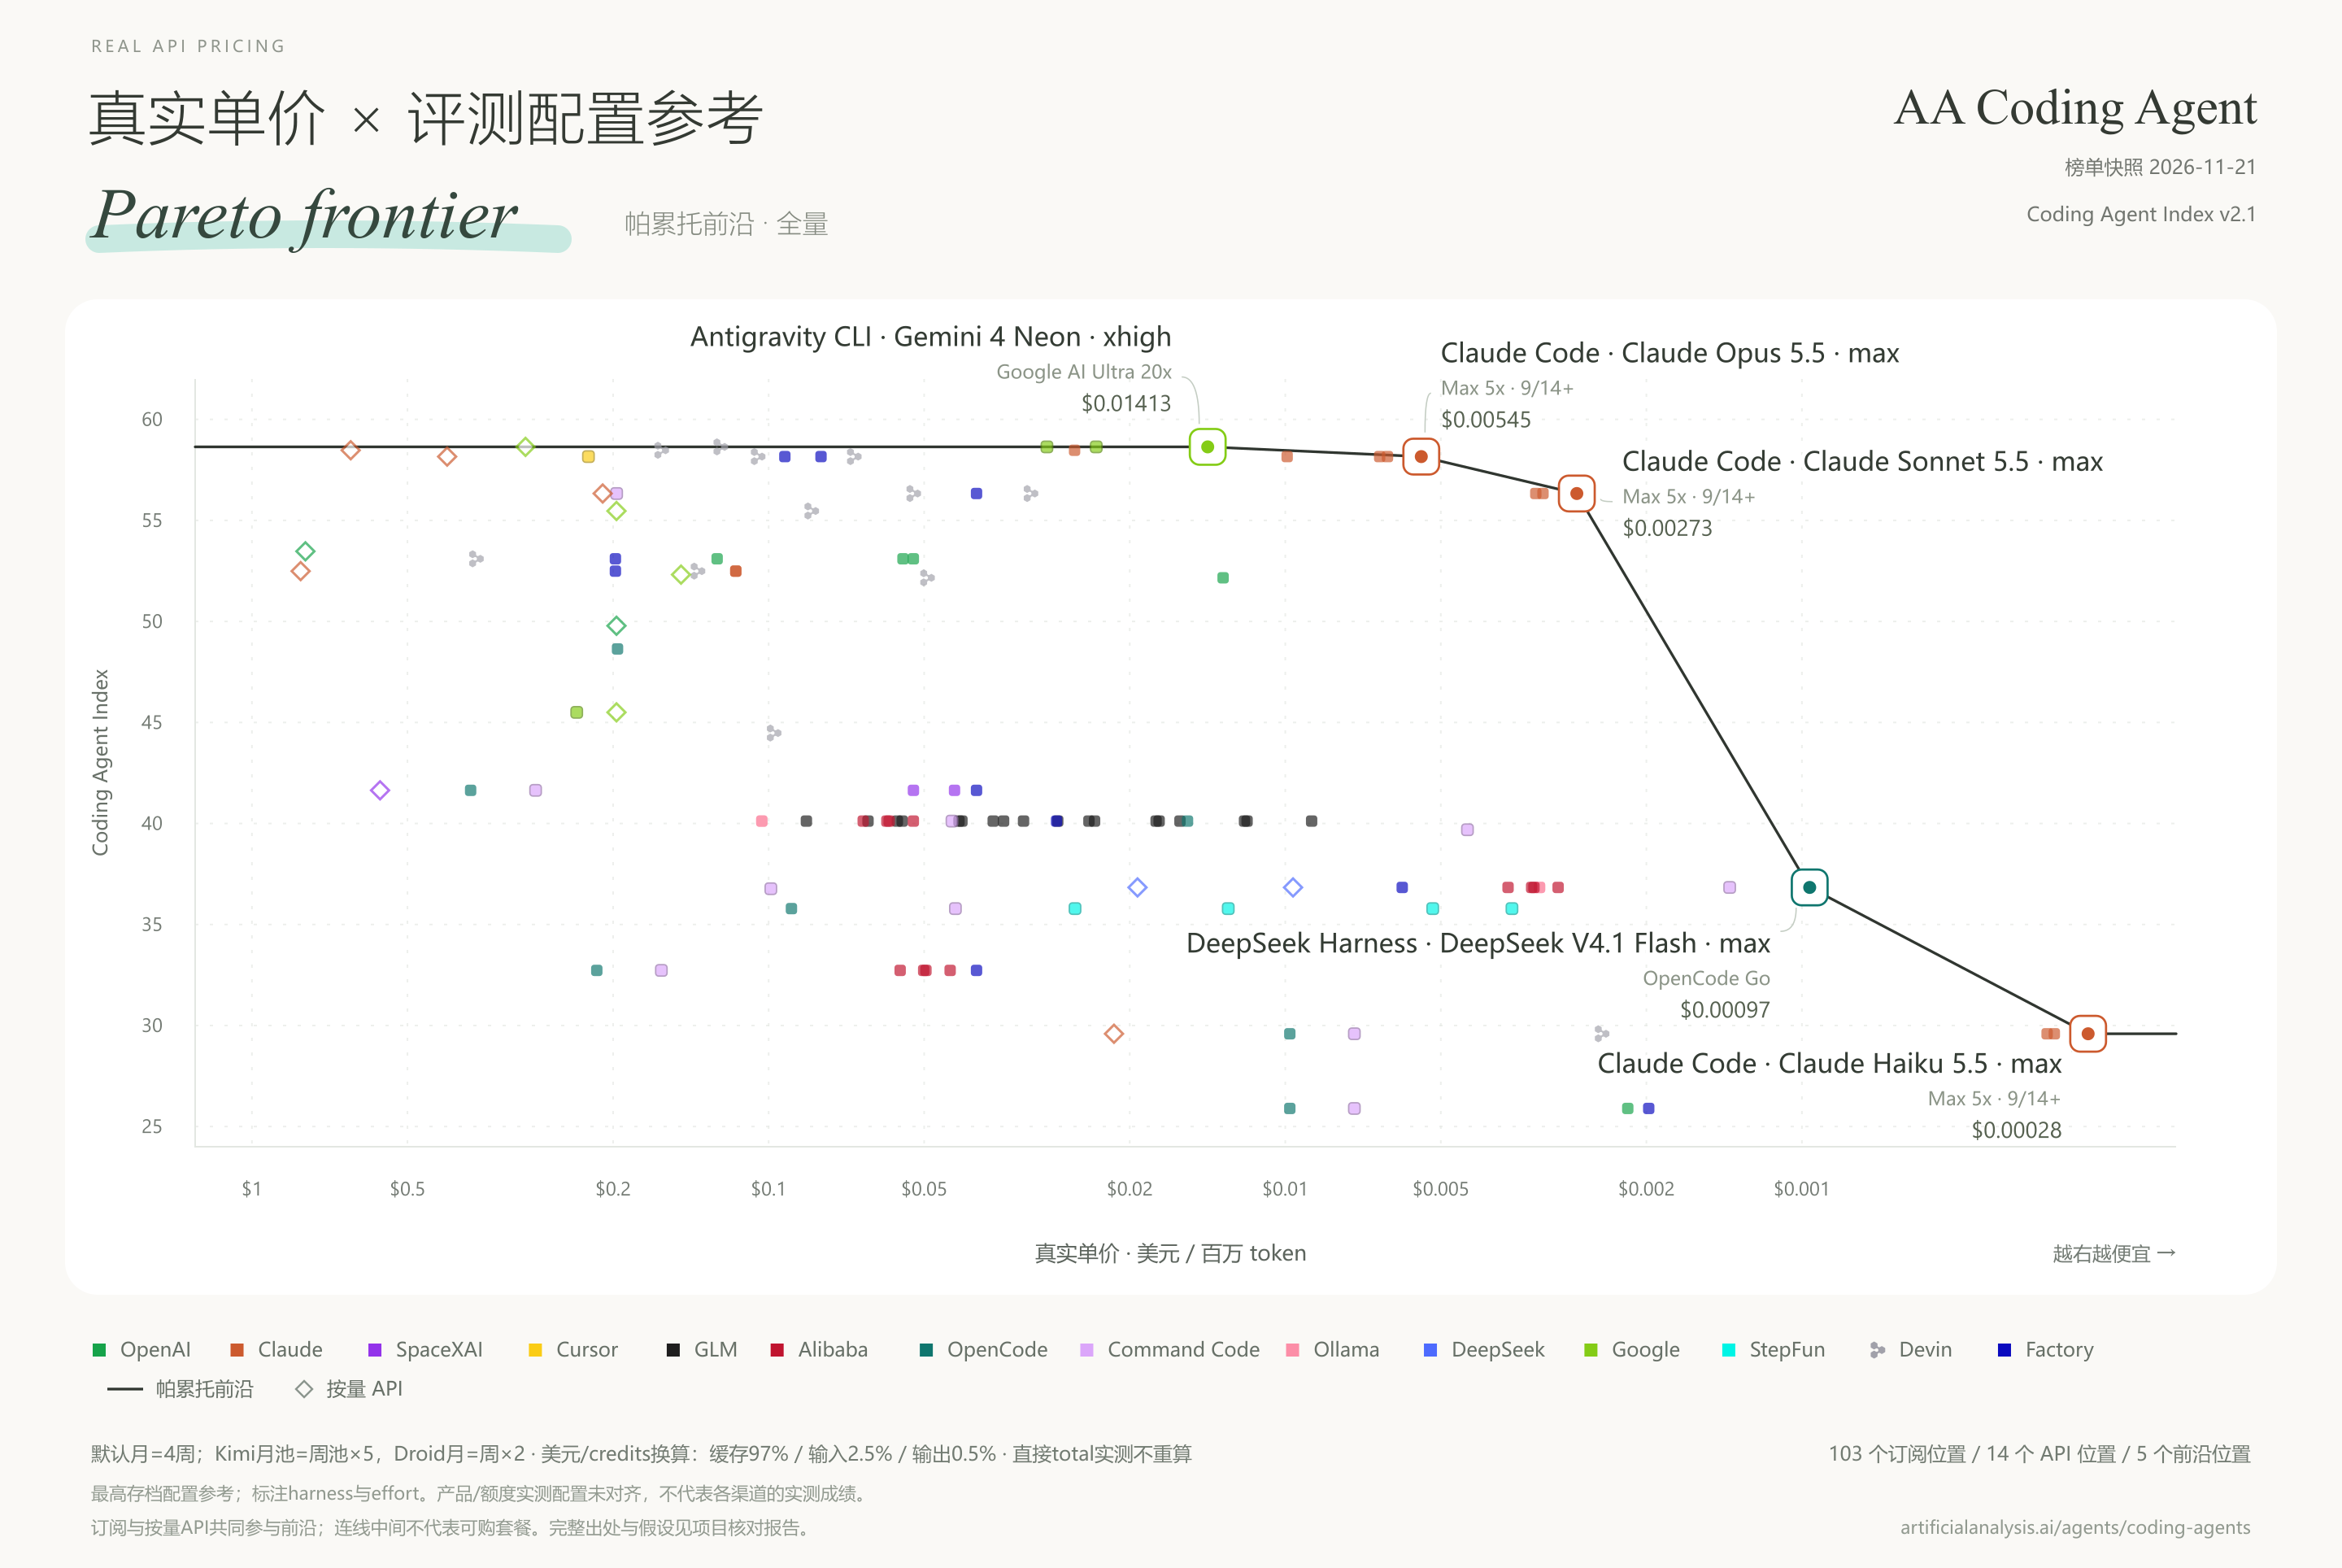 REAL API PRICING
真实单价 × 评测配置参考
Pareto frontier
帕累托前沿 · 全量
AA Coding Agent
榜单快照 2026-11-21
Coding Agent Index v2.1
Antigravity CLI · Gemini 4 Neon · xhigh
Google AI Ultra 20x
$0.01413
Claude Code · Claude Opus 5.5 · max
Max 5x · 9/14+
$0.00545
Claude Code · Claude Sonnet 5.5 · max
Max 5x · 9/14+
$0.00273
DeepSeek Harness · DeepSeek V4.1 Flash · max
OpenCode Go
$0.00097
Claude Code · Claude Haiku 5.5 · max
Max 5x · 9/14+
$0.00028
Coding Agent Index
60
55
50
45
40
35
30
25
$1 $0.5 $0.2 $0.1 $0.05 $0.02 $0.01 $0.005 $0.002 $0.001
真实单价 · 美元 / 百万 token
越右越便宜 →
OpenAI Claude SpaceXAI Cursor GLM Alibaba OpenCode Command Code Ollama DeepSeek Google StepFun Devin Factory
帕累托前沿 按量 API
默认月=4周；Kimi月池=周池×5，Droid月=周×2 · 美元/credits换算：缓存97% / 输入2.5% / 输出0.5% · 直接total实测不重算
103 个订阅位置 / 14 个 API 位置 / 5 个前沿位置
最高存档配置参考；标注harness与effort。产品/额度实测配置未对齐，不代表各渠道的实测成绩。
订阅与按量API共同参与前沿；连线中间不代表可购套餐。完整出处与假设见项目核对报告。
artificialanalysis.ai/agents/coding-agents